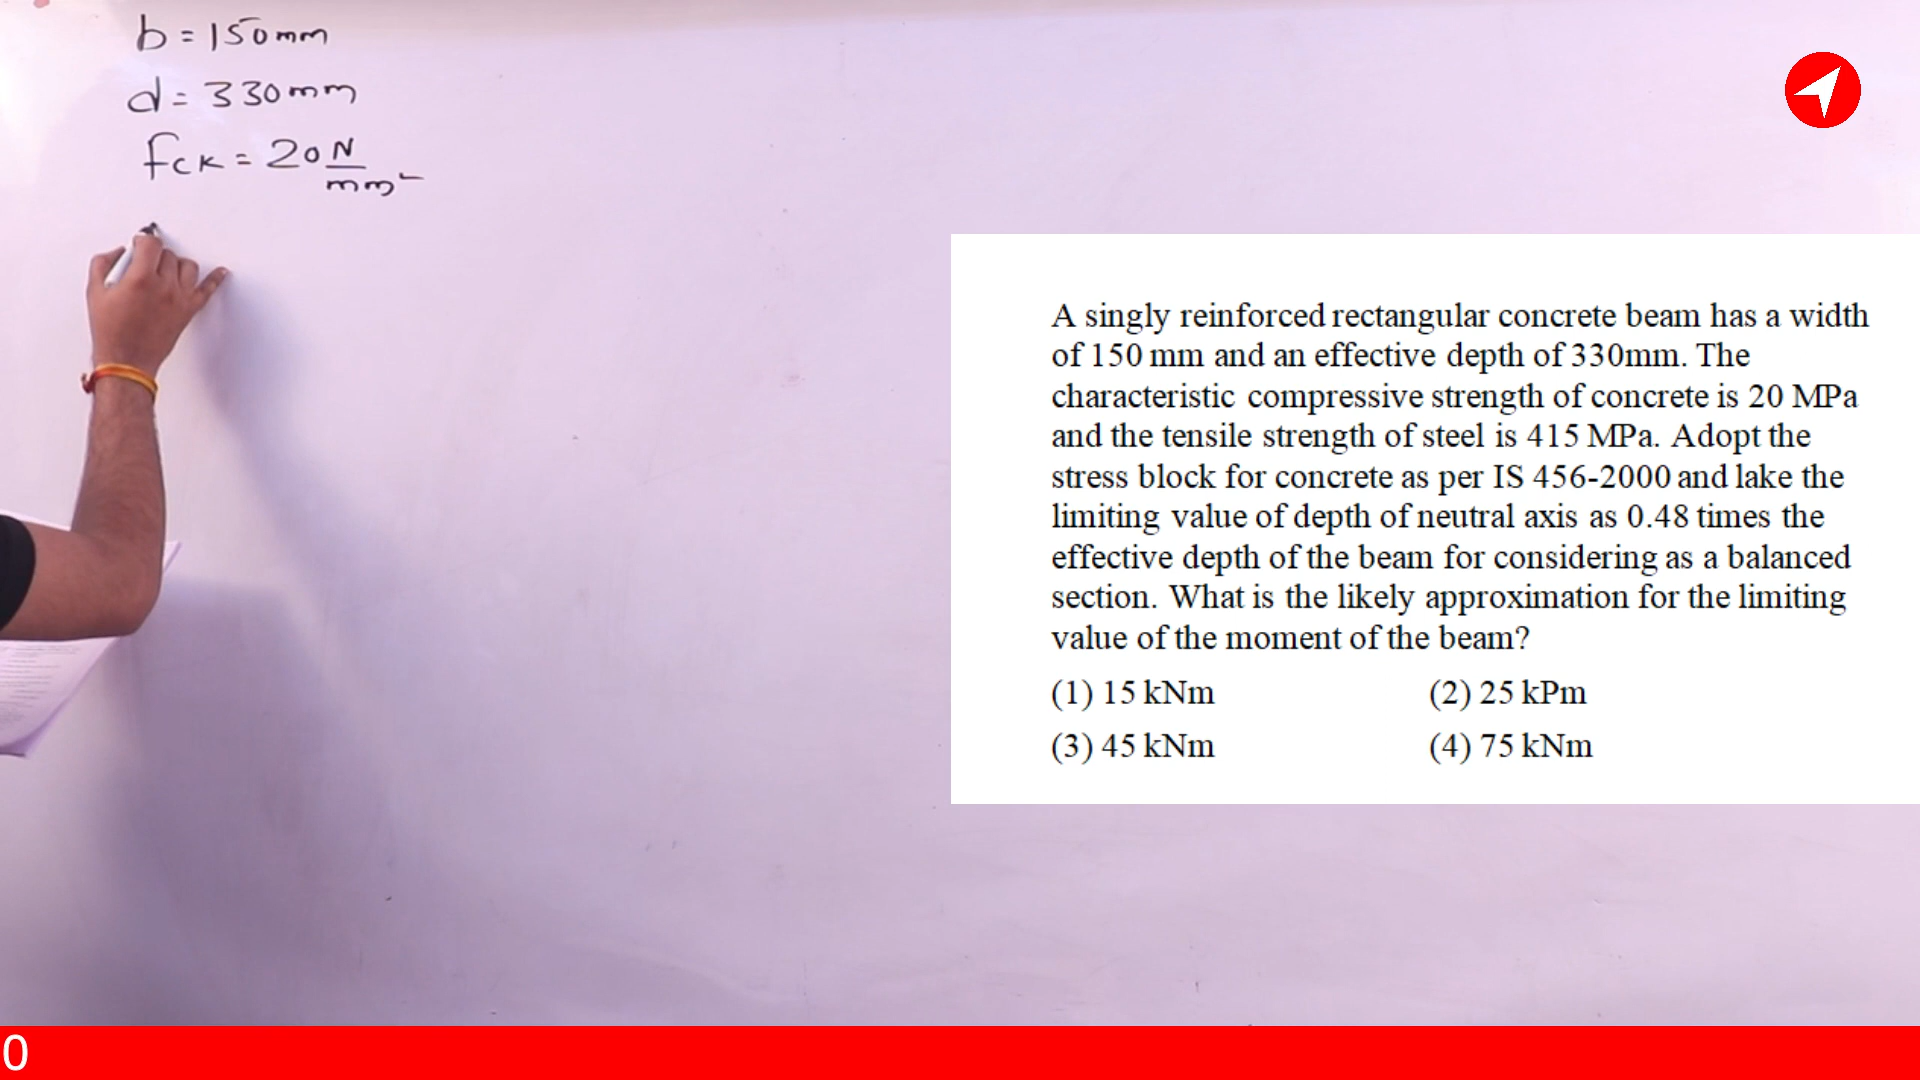 b = 150mm
d = 330mm
fck = 20 N/mm²
A singly reinforced rectangular concrete beam has a width
of 150 mm and an effective depth of 330mm. The
characteristic compressive strength of concrete is 20 MPa
and the tensile strength of steel is 415 MPa. Adopt the
stress block for concrete as per IS 456-2000 and lake the
limiting value of depth of neutral axis as 0.48 times the
effective depth of the beam for considering as a balanced
section. What is the likely approximation for the limiting
value of the moment of the beam?
(1) 15 kNm (2) 25 kPm
(3) 45 kNm (4) 75 kNm
0